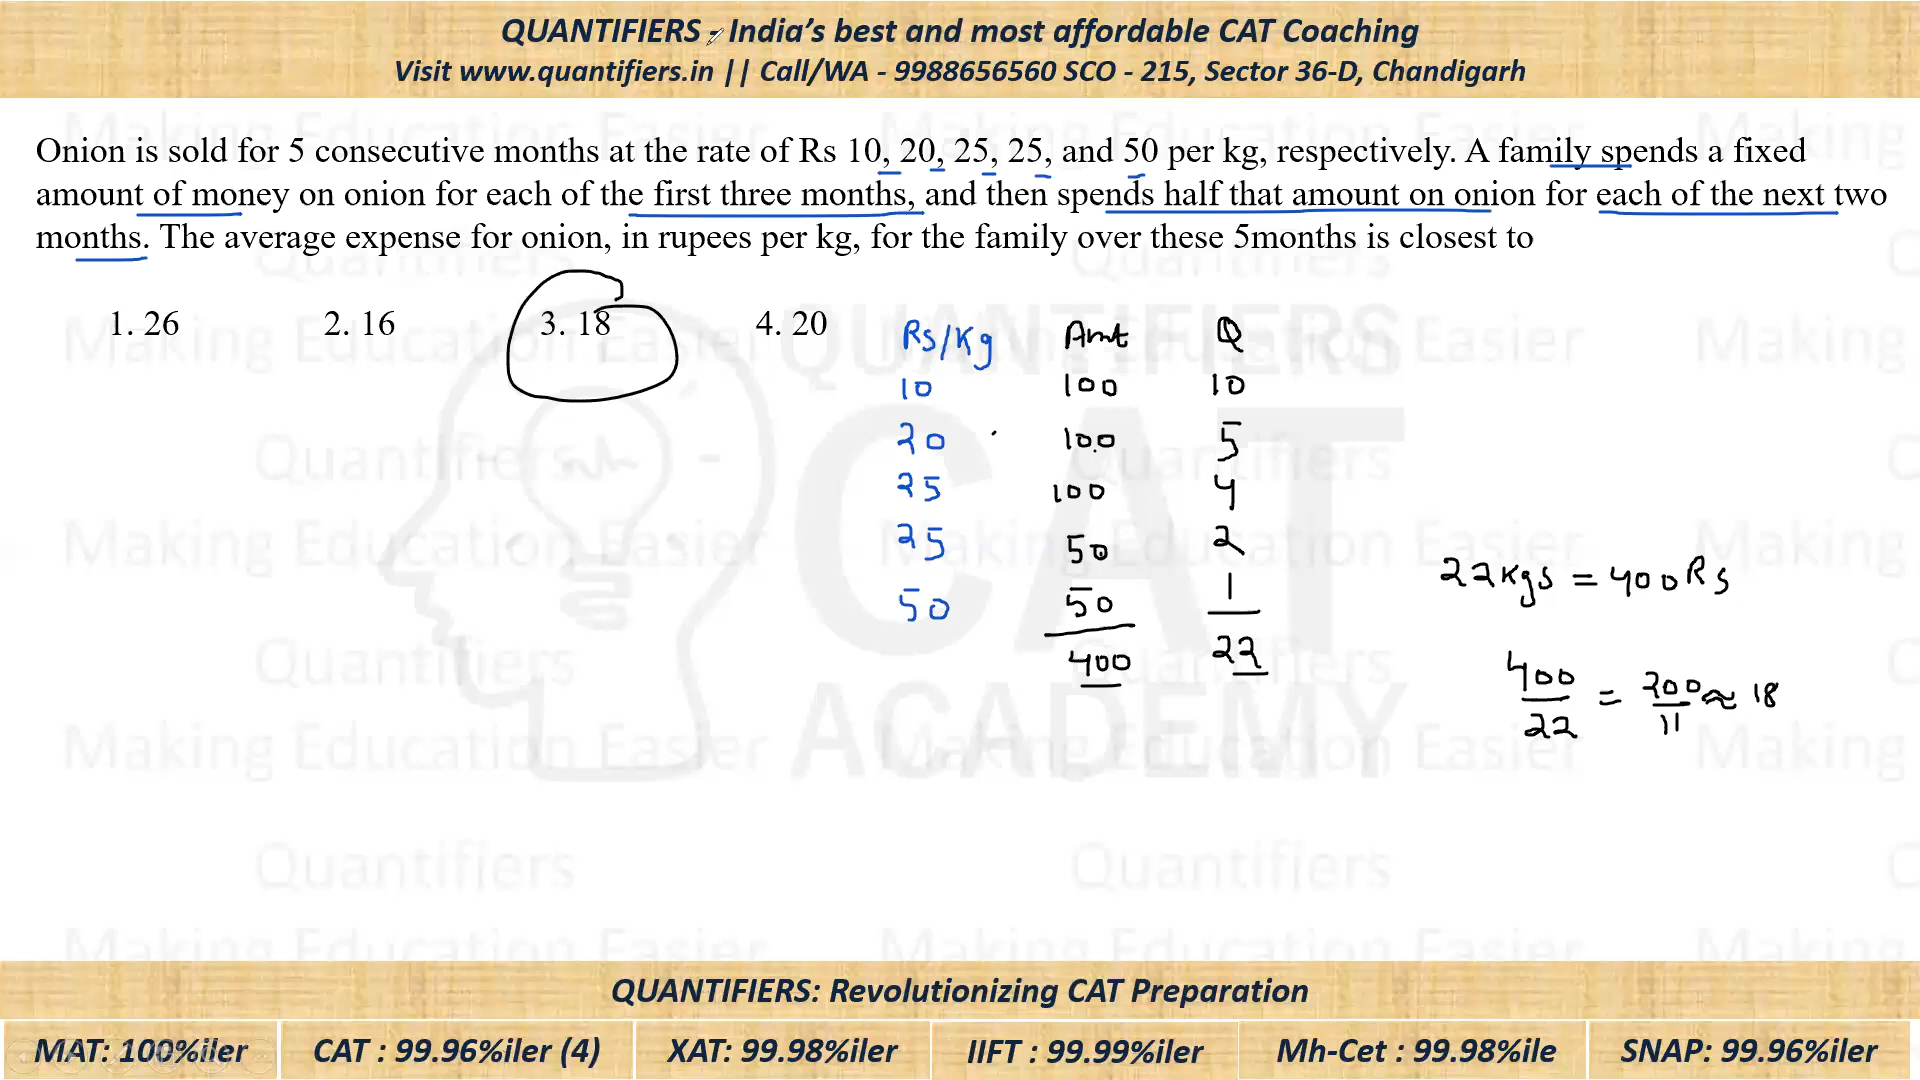 QUANTIFIERS - India's best and most affordable CAT Coaching
Visit www.quantifiers.in || Call/WA - 9988656560 SCO - 215, Sector 36-D, Chandigarh
Onion is sold for 5 consecutive months at the rate of Rs 10, 20, 25, 25, and 50 per kg, respectively. A family spends a fixed
amount of money on onion for each of the first three months, and then spends half that amount on onion for each of the next two
months. The average expense for onion, in rupees per kg, for the family over these 5months is closest to
1. 26 2. 16 3. 18 4. 20
Rs/Kg Amt Q
10 100 10
20 100 5
25 100 4
25 50 2
50 50 1
400 22
22Kgs = 400Rs
400/22 = 200/11 ≈ 18
QUANTIFIERS
CAT
ACADEMY
Making Education Easier
Quantifiers
QUANTIFIERS: Revolutionizing CAT Preparation
MAT: 100%iler CAT : 99.96%iler (4) XAT: 99.98%iler IIFT : 99.99%iler Mh-Cet : 99.98%ile SNAP: 99.96%iler